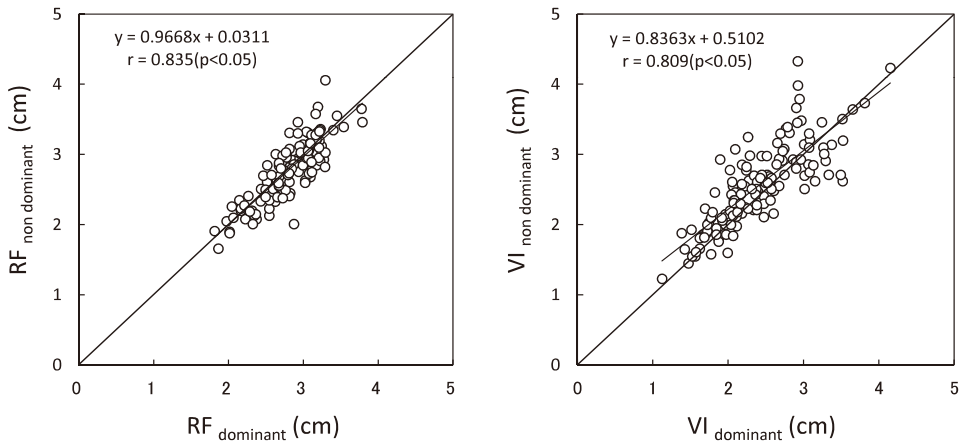 y = 0.9668x + 0.0311
r = 0.835(p<0.05)
5
4
3
2
1
0
RF non dominant (cm)
0 1 2 3 4 5
RF dominant (cm)
y = 0.8363x + 0.5102
r = 0.809(p<0.05)
5
4
3
2
1
0
VI non dominant (cm)
0 1 2 3 4 5
VI dominant (cm)